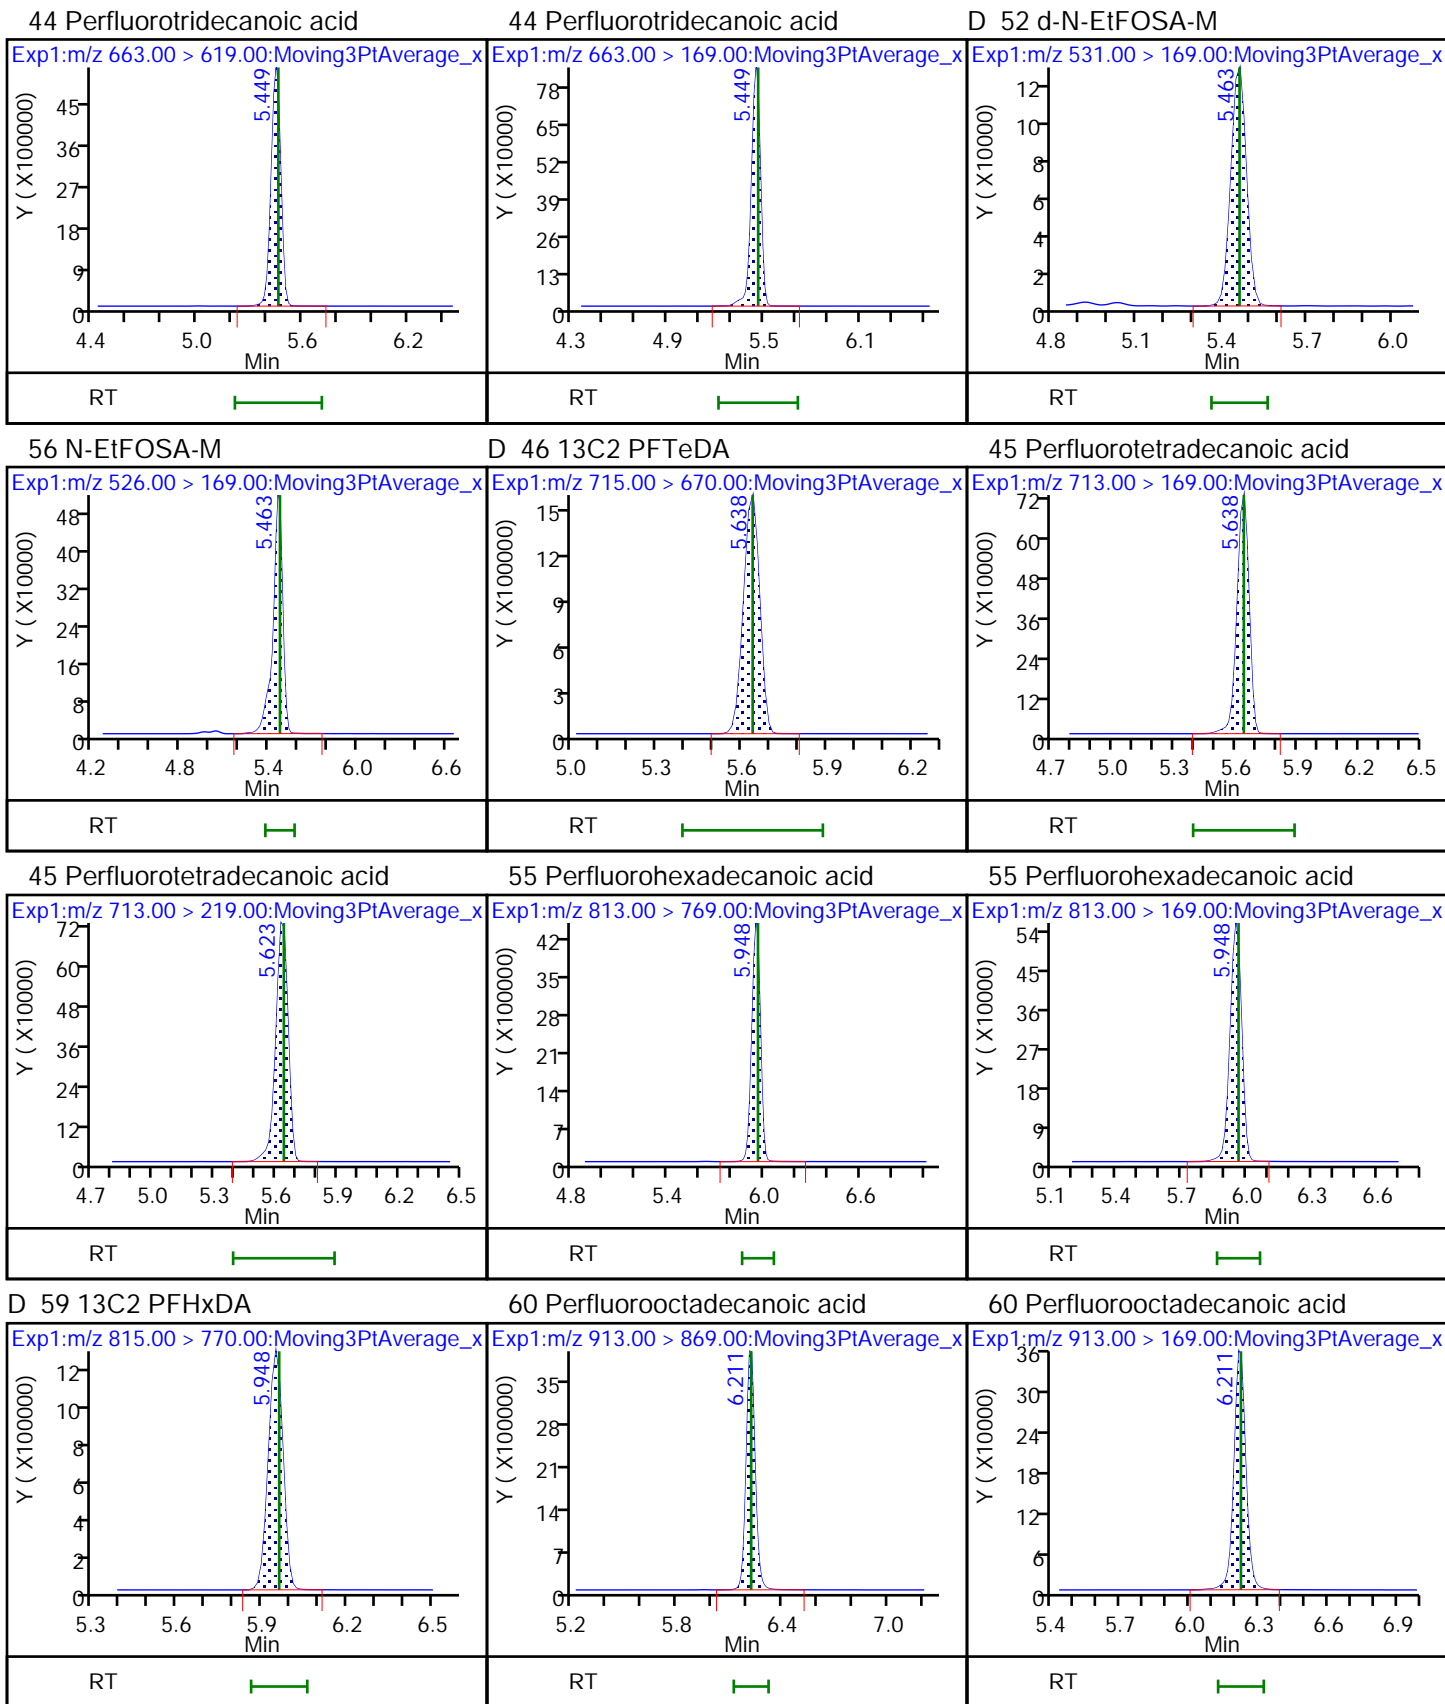 44 Perfluorotridecanoic acid
Exp1:m/z 663.00 > 619.00:Moving3PtAverage_x
5.449
Y ( X100000)
45
36
27
18
9
0
4.4 5.0 5.6 6.2
Min
RT
44 Perfluorotridecanoic acid
Exp1:m/z 663.00 > 169.00:Moving3PtAverage_x
5.449
Y ( X10000)
78
65
52
39
26
13
0
4.3 4.9 5.5 6.1
Min
RT
D 52 d-N-EtFOSA-M
Exp1:m/z 531.00 > 169.00:Moving3PtAverage_x
5.463
Y ( X10000)
12
10
8
6
4
2
0
4.8 5.1 5.4 5.7 6.0
Min
RT
56 N-EtFOSA-M
Exp1:m/z 526.00 > 169.00:Moving3PtAverage_x
5.463
Y ( X10000)
48
40
32
24
16
8
0
4.2 4.8 5.4 6.0 6.6
Min
RT
D 46 13C2 PFTeDA
Exp1:m/z 715.00 > 670.00:Moving3PtAverage_x
5.638
Y ( X100000)
15
12
9
6
3
0
5.0 5.3 5.6 5.9 6.2
Min
RT
45 Perfluorotetradecanoic acid
Exp1:m/z 713.00 > 169.00:Moving3PtAverage_x
5.638
Y ( X10000)
72
60
48
36
24
12
0
4.7 5.0 5.3 5.6 5.9 6.2 6.5
Min
RT
45 Perfluorotetradecanoic acid
Exp1:m/z 713.00 > 219.00:Moving3PtAverage_x
5.623
Y ( X10000)
72
60
48
36
24
12
0
4.7 5.0 5.3 5.6 5.9 6.2 6.5
Min
RT
55 Perfluorohexadecanoic acid
Exp1:m/z 813.00 > 769.00:Moving3PtAverage_x
5.948
Y ( X100000)
42
35
28
21
14
7
0
4.8 5.4 6.0 6.6
Min
RT
55 Perfluorohexadecanoic acid
Exp1:m/z 813.00 > 169.00:Moving3PtAverage_x
5.948
Y ( X10000)
54
45
36
27
18
9
0
5.1 5.4 5.7 6.0 6.3 6.6
Min
RT
D 59 13C2 PFHxDA
Exp1:m/z 815.00 > 770.00:Moving3PtAverage_x
5.948
Y ( X100000)
12
10
8
6
4
2
0
5.3 5.6 5.9 6.2 6.5
Min
RT
60 Perfluorooctadecanoic acid
Exp1:m/z 913.00 > 869.00:Moving3PtAverage_x
6.211
Y ( X100000)
35
28
21
14
7
0
5.2 5.8 6.4 7.0
Min
RT
60 Perfluorooctadecanoic acid
Exp1:m/z 913.00 > 169.00:Moving3PtAverage_x
6.211
Y ( X10000)
36
30
24
18
12
6
0
5.4 5.7 6.0 6.3 6.6 6.9
Min
RT